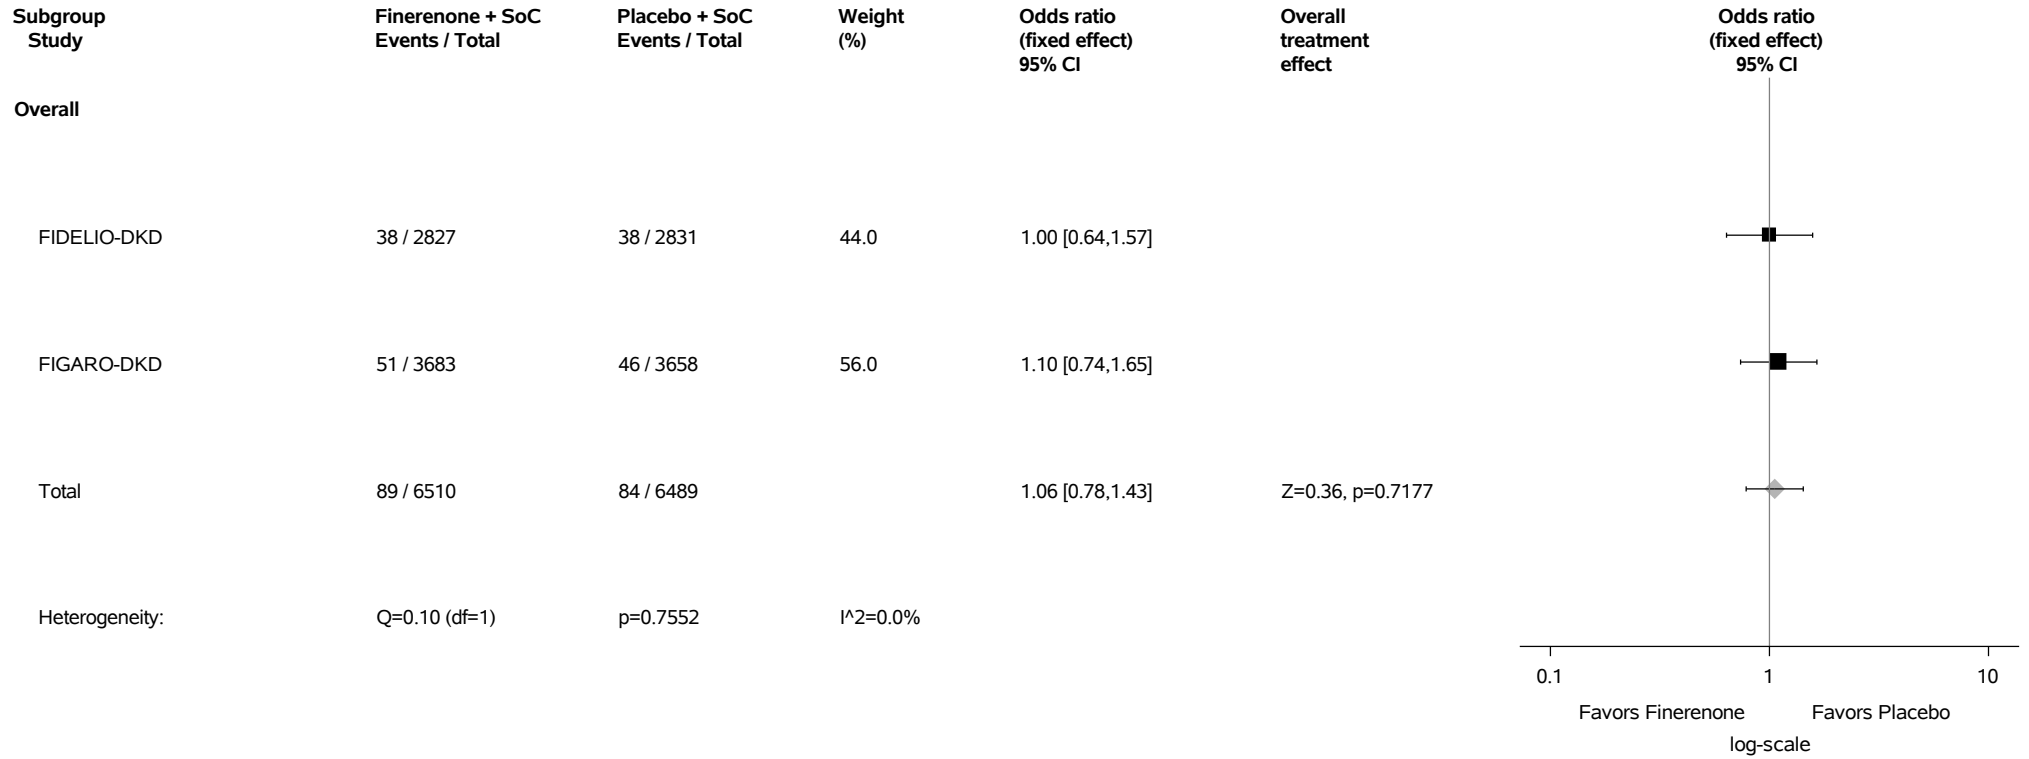 Subgroup Finerenone + SoC Placebo + SoC Weight Odds ratio Overall Odds ratio
Study Events / Total Events / Total (%) (fixed effect) treatment (fixed effect)
95% CI effect 95% CI
Overall
FIDELIO-DKD 38 / 2827 38 / 2831 44.0 1.00 [0.64,1.57]
FIGARO-DKD 51 / 3683 46 / 3658 56.0 1.10 [0.74,1.65]
Total 89 / 6510 84 / 6489 1.06 [0.78,1.43] Z=0.36, p=0.7177
Heterogeneity: Q=0.10 (df=1) p=0.7552 I^2=0.0%
0.1 1 10
Favors Finerenone Favors Placebo
log-scale